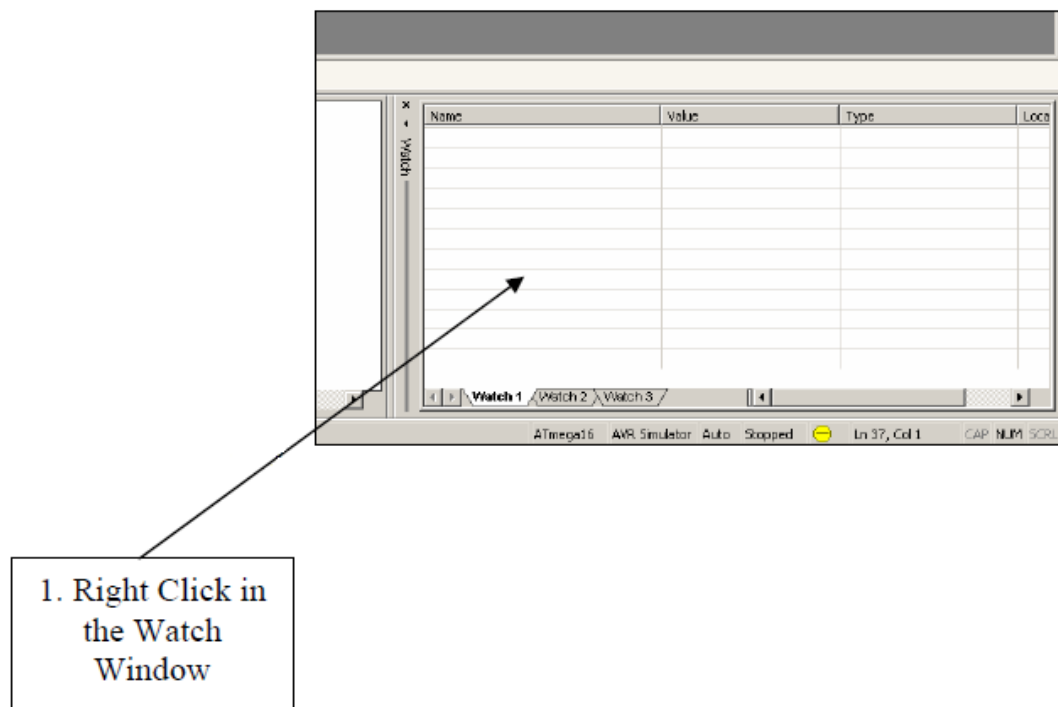 Name Value Type Loca
Watch
Watch 1 Watch 2 Watch 3
ATmega16 AVR Simulator Auto Stopped Ln 37, Col 1 CAP NUM SCRL
1. Right Click in
the Watch
Window